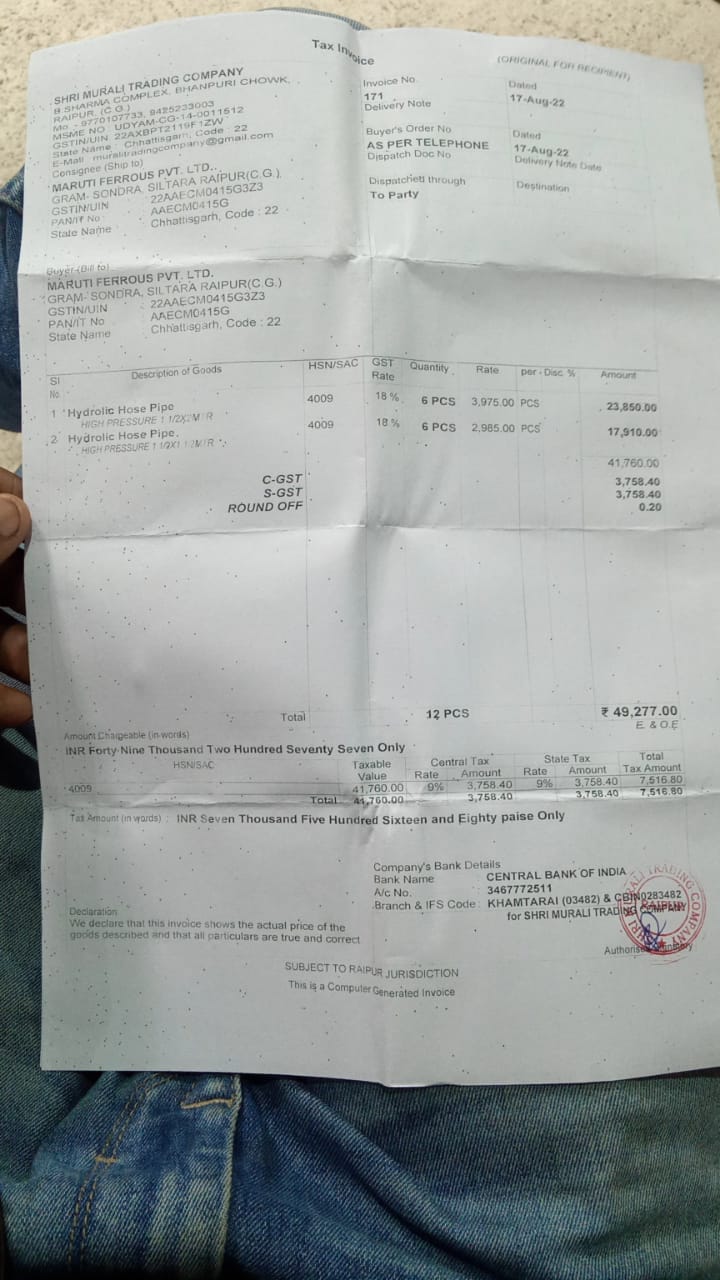 Tax Invoice
(ORIGINAL FOR RECIPIENT)
SHRI MURALI TRADING COMPANY
B.SHARMA COMPLEX, BHANPURI CHOWK,
RAIPUR, (C.G.)
Mo - 9770107733, 9425233003
MSME NO : UDYAM-CG-14-0011512
GSTIN/UIN: 22AXBPT2119F1ZW
State Name : Chhattisgarh, Code : 22
E-Mail : muralitradingcompany@gmail.com
Invoice No.
171
Dated
17-Aug-22
Delivery Note
Buyer's Order No.
AS PER TELEPHONE
Dated
17-Aug-22
Dispatch Doc No.
Delivery Note Date
Dispatched through
To Party
Destination
Consignee (Ship to)
MARUTI FERROUS PVT. LTD..
GRAM- SONDRA, SILTARA RAIPUR(C.G.)
GSTIN/UIN : 22AAECM0415G3Z3
PAN/IT No : AAECM0415G
State Name : Chhattisgarh, Code : 22
Buyer (Bill to)
MARUTI FERROUS PVT. LTD.
GRAM- SONDRA, SILTARA RAIPUR(C.G.)
GSTIN/UIN : 22AAECM0415G3Z3
PAN/IT No : AAECM0415G
State Name : Chhattisgarh, Code : 22
Sl No. Description of Goods HSN/SAC GST Rate Quantity Rate per Disc. % Amount
1 Hydrolic Hose Pipe 4009 18 % 6 PCS 3,975.00 PCS 23,850.00
HIGH PRESSURE 1 1/2X2MTR
2 Hydrolic Hose Pipe. 4009 18 % 6 PCS 2,985.00 PCS 17,910.00
HIGH PRESSURE 1 1/2X1 1/2MTR
41,760.00
C-GST 3,758.40
S-GST 3,758.40
ROUND OFF 0.20
Total 12 PCS ₹ 49,277.00
E. & O.E
Amount Chargeable (in words)
INR Forty Nine Thousand Two Hundred Seventy Seven Only
HSN/SAC Taxable Value Central Tax State Tax Total Tax Amount
Rate Amount Rate Amount
4009 41,760.00 9% 3,758.40 9% 3,758.40 7,516.80
Total 41,760.00 3,758.40 3,758.40 7,516.80
Tax Amount (in words) : INR Seven Thousand Five Hundred Sixteen and Eighty paise Only
Company's Bank Details
Bank Name : CENTRAL BANK OF INDIA
A/c No. : 3467772511
Branch & IFS Code : KHAMTARAI (03482) & CBIN0283482
for SHRI MURALI TRADING COMPANY
Declaration
We declare that this invoice shows the actual price of the
goods described and that all particulars are true and correct
Authorised Signatory
SHRI MURALI TRADING COMPANY
RAIPUR
SUBJECT TO RAIPUR JURISDICTION
This is a Computer Generated Invoice